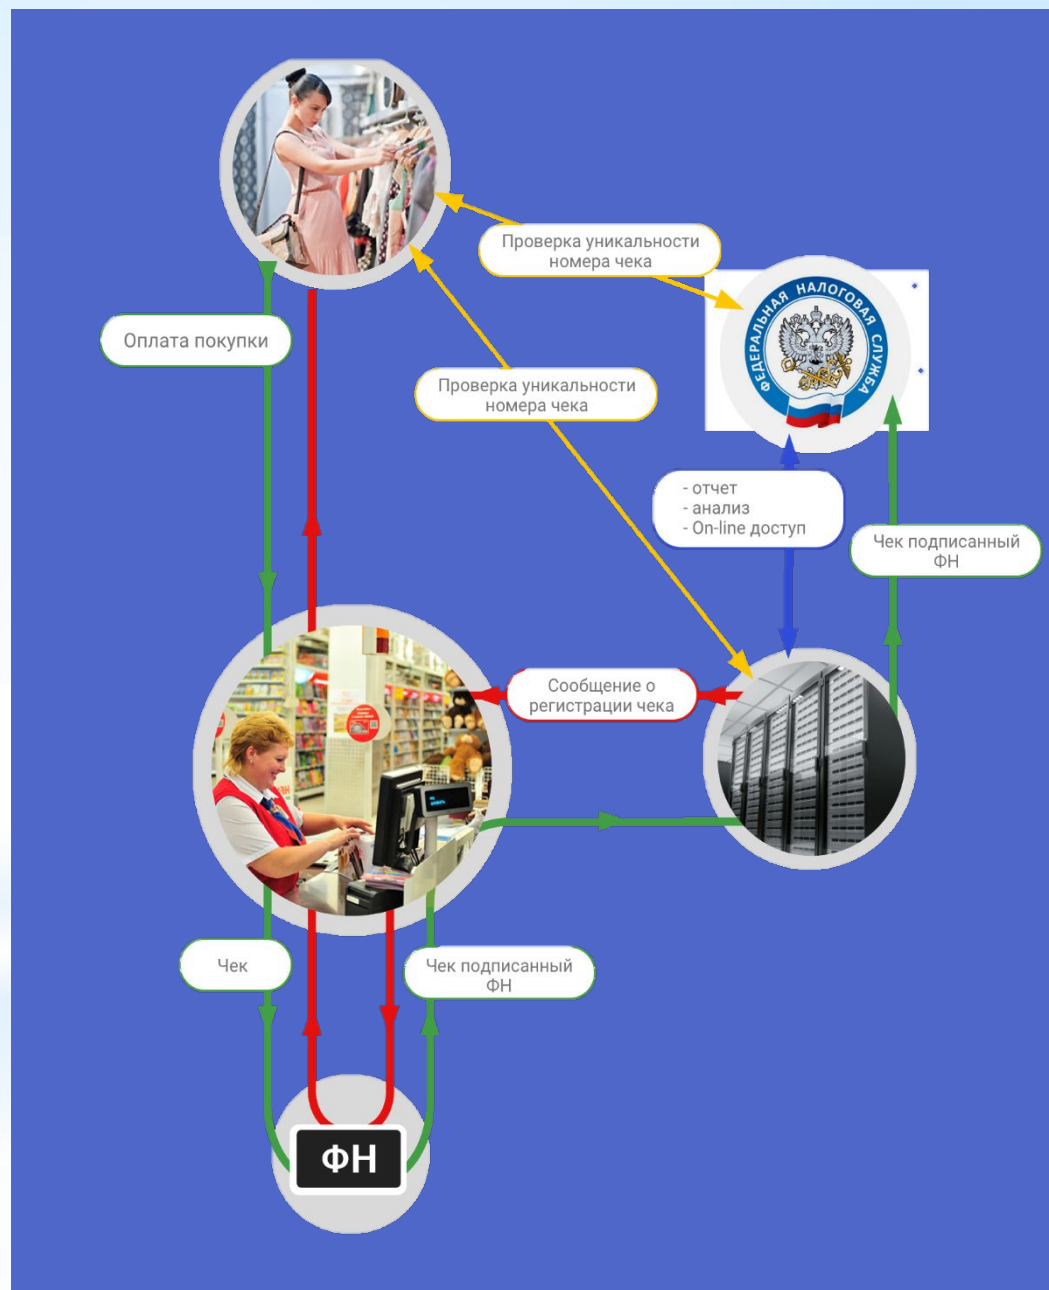 Проверка уникальности
номера чека
ФЕДЕРАЛЬНАЯ НАЛОГОВАЯ СЛУЖБА
Оплата покупки
Проверка уникальности
номера чека
- отчет
- анализ
- On-line доступ
Чек подписанный
ФН
Сообщение о
регистрации чека
Чек
Чек подписанный
ФН
ФН